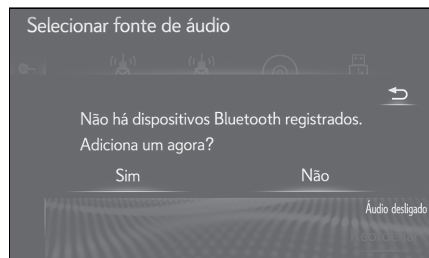 Selecionar fonte de áudio
Não há dispositivos Bluetooth registrados.
Adiciona um agora?
Sim
Não
Áudio desligado